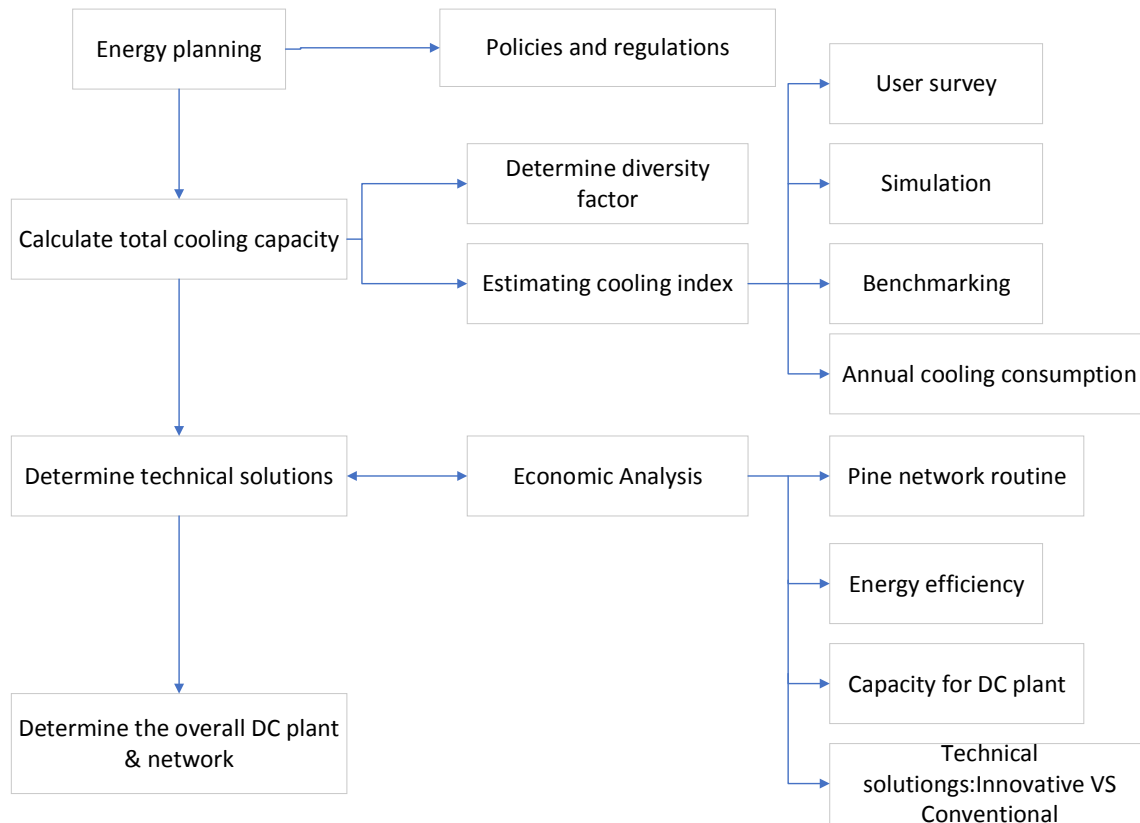 Energy planning
Policies and regulations
User survey
Determine diversity
factor
Simulation
Calculate total cooling capacity
Estimating cooling index
Benchmarking
Annual cooling consumption
Determine technical solutions
Economic Analysis
Pine network routine
Energy efficiency
Capacity for DC plant
Determine the overall DC plant
& network
Technical
solutiongs:Innovative VS
Conventional